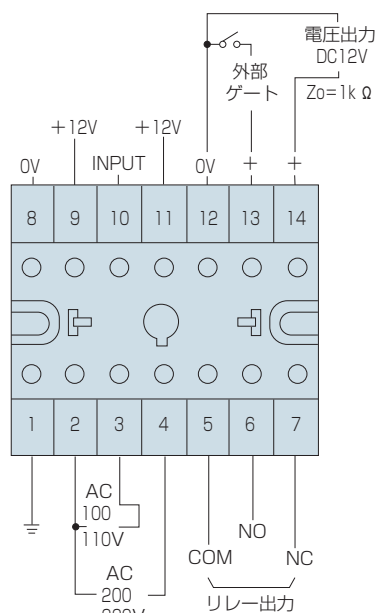 電圧出力
DC12V
外部
ゲート
Zo=1k Ω
+12V
+12V
0V
INPUT
0V
+
+
8 9 10 11 12 13 14
1 2 3 4 5 6 7
AC
100
110V
NO
COM
NC
AC
200
リレー出力